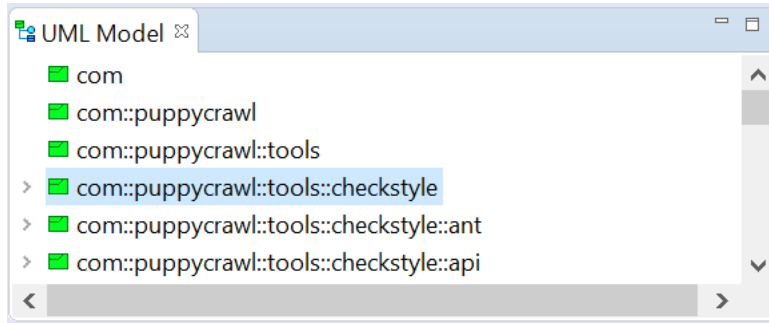 UML Model
com
com::puppycrawl
com::puppycrawl::tools
com::puppycrawl::tools::checkstyle
com::puppycrawl::tools::checkstyle::ant
com::puppycrawl::tools::checkstyle::api